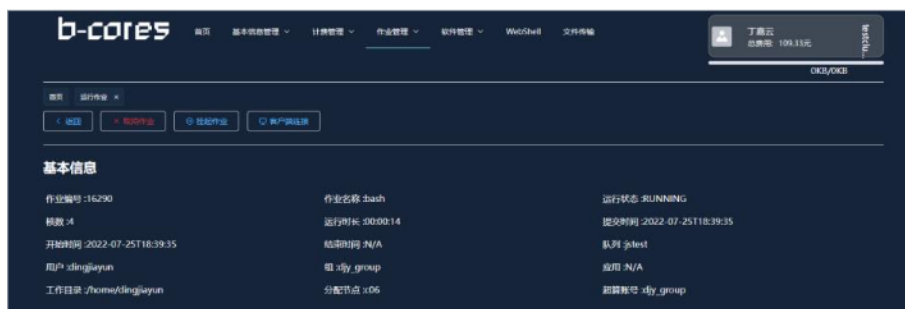 b-cores
首页 基本信息管理 计费管理 作业管理 软件管理 WebShell 文件传输
丁嘉云
总费用: 109.33元
testclu...
0KB/0KB
首页 运行作业 ×
< 返回 × 取消作业 挂起作业 客户端连接
基本信息
作业编号 :16290 作业名称 :bash 运行状态 :RUNNING
核数 :4 运行时长 :00:00:14 提交时间 :2022-07-25T18:39:35
开始时间 :2022-07-25T18:39:35 结束时间 :N/A 队列 :jstest
用户 :dingjiayun 组 :djy_group 应用 :N/A
工作目录 :/home/dingjiayun 分配节点 :c06 超算账号 :djy_group